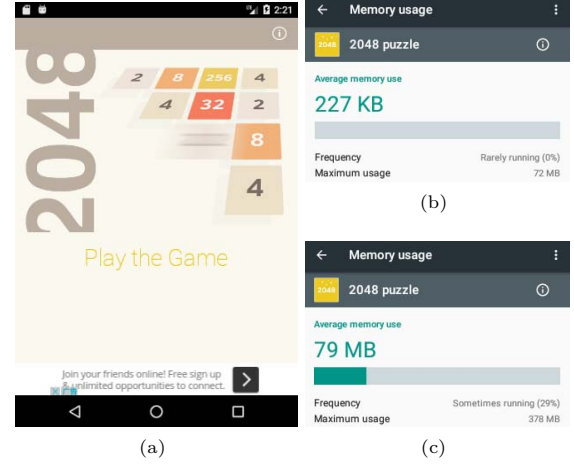 2:21
2048
2 8 256 4
4 32 2
8
4
Play the Game
Join your friends online! Free sign up
& unlimited opportunities to connect.
(a)
Memory usage
2048
2048 puzzle
Average memory use
227 KB
Frequency Rarely running (0%)
Maximum usage 72 MB
(b)
Memory usage
2048
2048 puzzle
Average memory use
79 MB
Frequency Sometimes running (29%)
Maximum usage 378 MB
(c)